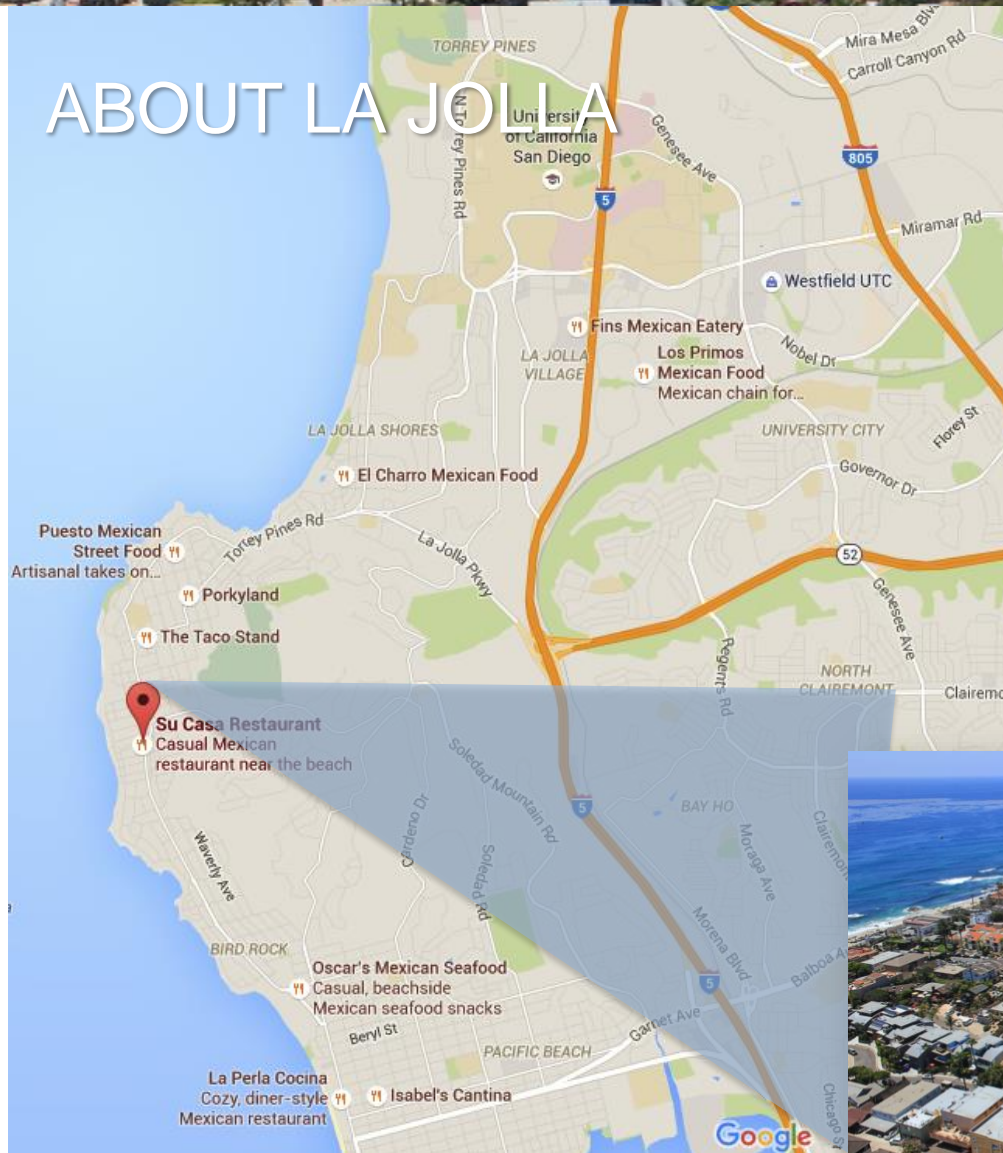 ABOUT LA JOLLA
TORREY PINES
Mira Mesa Blv
Carroll Canyon Rd
N Torrey Pines Rd
University
of California
San Diego
Genesee Ave
805
5
Miramar Rd
Westfield UTC
Fins Mexican Eatery
LA JOLLA
VILLAGE
Los Primos
Mexican Food
Mexican chain for...
Nobel Dr
LA JOLLA SHORES
UNIVERSITY CITY
Florey St
El Charro Mexican Food
Governor Dr
Puesto Mexican
Street Food
Artisanal takes on...
Torrey Pines Rd
La Jolla Pkwy
52
Porkyland
Genesee Ave
The Taco Stand
Regents Rd
NORTH
CLAIREMONT
Clairemo
Su Casa Restaurant
Casual Mexican
restaurant near the beach
Soledad Mountain Rd
5
BAY HO
Cardeno Dr
Moraga Ave
Clairemon
Waverly Ave
Soledad Rd
Morena Blvd
BIRD ROCK
Oscar's Mexican Seafood
Casual, beachside
Mexican seafood snacks
5
Balboa A
Beryl St
Garnet Ave
PACIFIC BEACH
La Perla Cocina
Cozy, diner-style
Mexican restaurant
Isabel's Cantina
Chicago St
Google